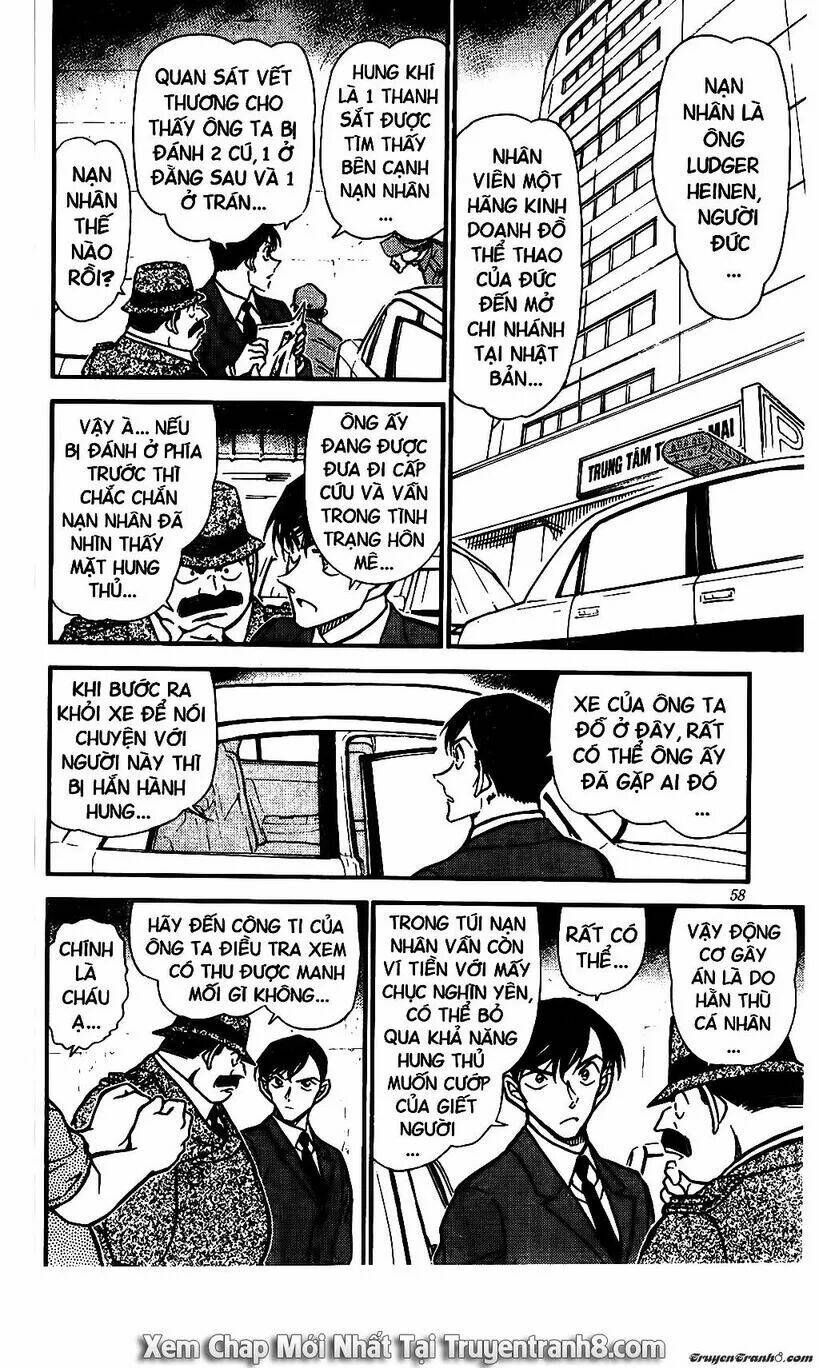 NẠN
NHÂN LÀ
ÔNG
LUDGER
HEINEN,
NGƯỜI
ĐỨC
...
NHÂN
VIÊN MỘT
HÃNG KINH
DOANH ĐỒ
THỂ THAO
CỦA ĐỨC
ĐẾN MỞ
CHI NHÁNH
TẠI NHẬT
BẢN...
TRUNG TÂM
MẠI
HUNG KHÍ
LÀ 1 THANH
SẮT ĐƯỢC
TÌM THẤY
BÊN CẠNH
NẠN NHÂN
...
QUAN SÁT VẾT
THƯƠNG CHO
THẤY ÔNG TA BỊ
ĐÁNH 2 CÚ, 1 Ở
ĐẰNG SAU VÀ 1
Ở TRÁN...
NẠN
NHÂN
THẾ
NÀO
RỒI?
ÔNG ẤY
ĐANG ĐƯỢC
ĐƯA ĐI CẤP
CỨU VÀ VẪN
TRONG TÌNH
TRẠNG HÔN
MÊ...
VẬY À... NẾU
BỊ ĐÁNH Ở PHÍA
TRƯỚC THÌ
CHẮC CHẮN
NẠN NHÂN ĐÃ
NHÌN THẤY
MẶT HUNG
THỦ...
XE CỦA ÔNG TA
ĐỖ Ở ĐÂY, RẤT
CÓ THỂ ÔNG ẤY
ĐÃ GẶP AI ĐÓ
...
KHI BƯỚC RA
KHỎI XE ĐỂ NÓI
CHUYỆN VỚI
NGƯỜI NÀY THÌ
BỊ HẮN HÀNH
HUNG...
58
VẬY ĐỘNG
CƠ GÂY
ÁN LÀ DO
HẰN THÙ
CÁ NHÂN
...
RẤT CÓ
THỂ...
TRONG TÚI NẠN
NHÂN VẪN CÒN
VÍ TIỀN VỚI MẤY
CHỤC NGHÌN YÊN,
CÓ THỂ BỎ
QUA KHẢ NĂNG
HUNG THỦ
MUỐN CƯỚP
CỦA GIẾT
NGƯỜI
...
HÃY ĐẾN CÔNG TI CỦA
ÔNG TA ĐIỀU TRA XEM
CÓ THU ĐƯỢC MANH
MỐI GÌ KHÔNG...
CHÍNH
LÀ
CHÁU
Ạ...
Xem Chap Mới Nhất Tại Truyentranh8.com
TruyenTranh8.com